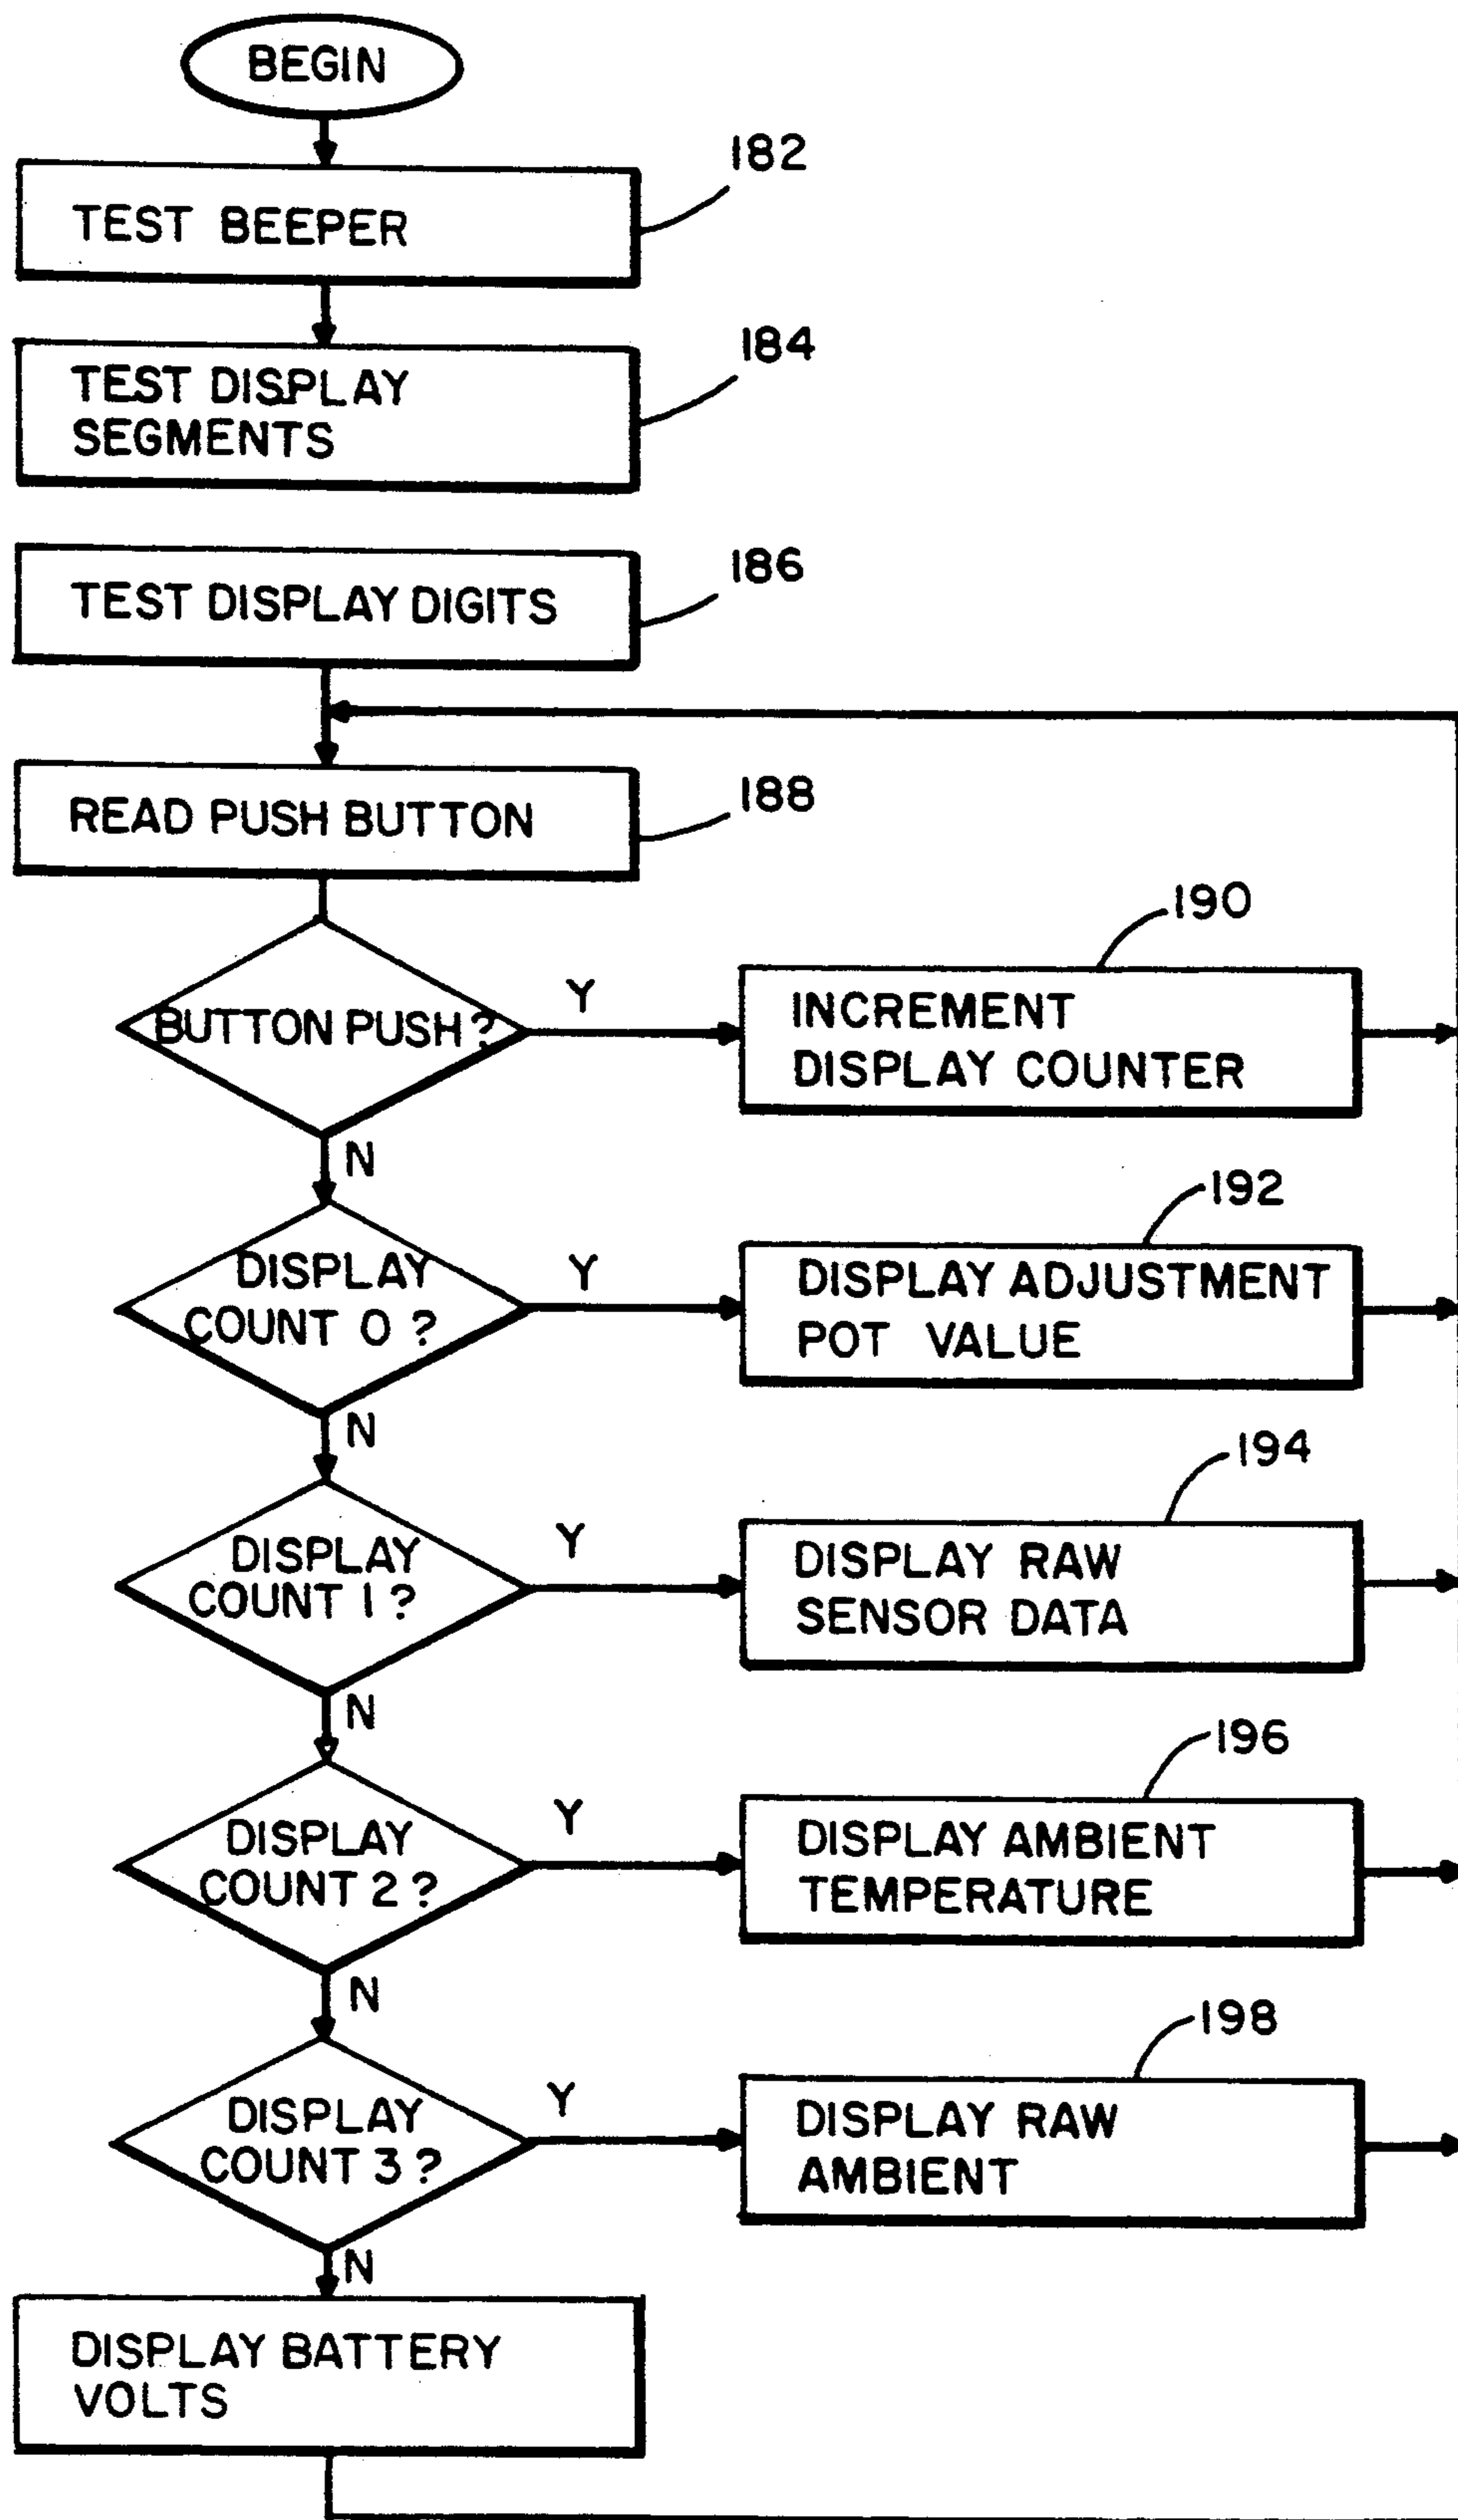 BEGIN
182
TEST BEEPER
184
TEST DISPLAY
SEGMENTS
186
TEST DISPLAY DIGITS
188
READ PUSH BUTTON
190
BUTTON PUSH?
Y
INCREMENT
DISPLAY COUNTER
N
192
DISPLAY
COUNT 0 ?
Y
DISPLAY ADJUSTMENT
POT VALUE
N
194
DISPLAY
COUNT 1 ?
Y
DISPLAY RAW
SENSOR DATA
N
196
DISPLAY
COUNT 2 ?
Y
DISPLAY AMBIENT
TEMPERATURE
N
198
DISPLAY
COUNT 3 ?
Y
DISPLAY RAW
AMBIENT
N
DISPLAY BATTERY
VOLTS